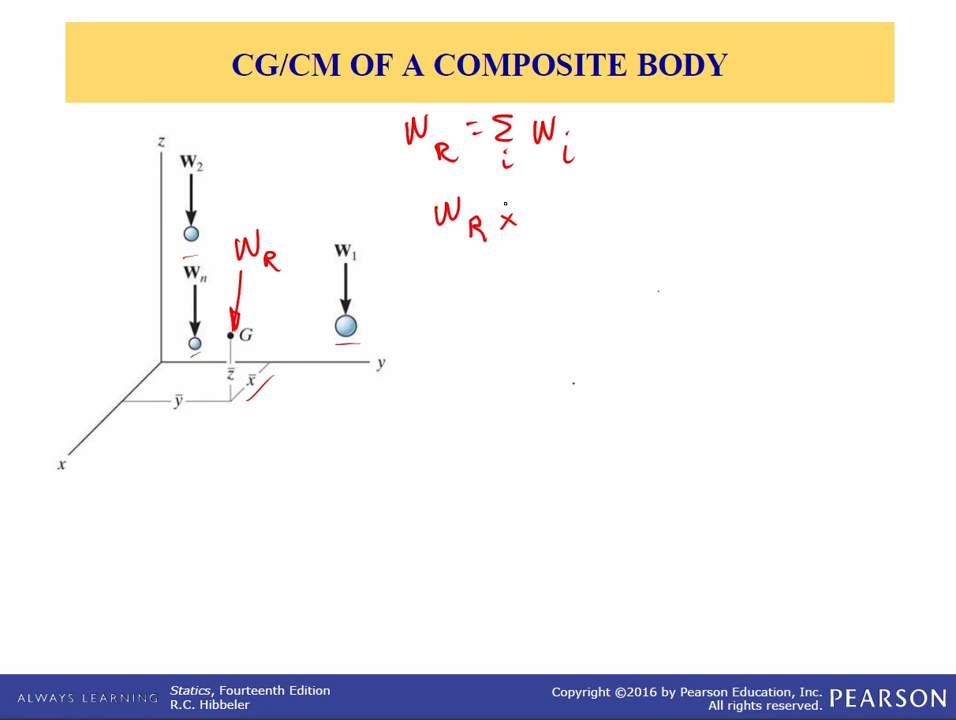 CG/CM OF A COMPOSITE BODY
W_R = Σ_i W_i
W_R x
z
W₂
W_R
W₁
Wₙ
G
y
z̄
x̄
ȳ
x
ALWAYS LEARNING
Statics, Fourteenth Edition
R.C. Hibbeler
Copyright ©2016 by Pearson Education, Inc.
All rights reserved.
PEARSON